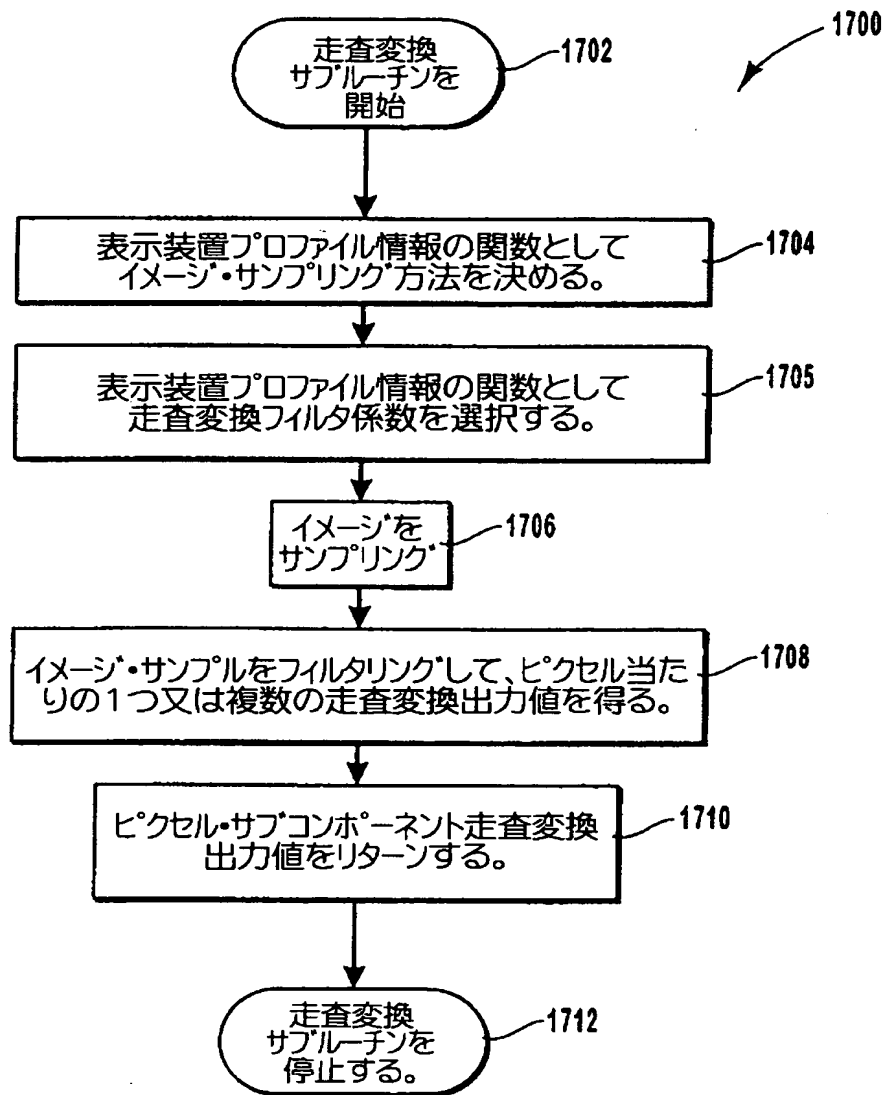 1700
走査変換
サブルーチンを
開始
1702
表示装置プロファイル情報の関数として
イメージ・サンプリング方法を決める。
1704
表示装置プロファイル情報の関数として
走査変換フィルタ係数を選択する。
1705
イメージを
サンプリング
1706
イメージ・サンプルをフィルタリングして、ピクセル当た
りの1つ又は複数の走査変換出力値を得る。
1708
ピクセル・サブコンポーネント走査変換
出力値をリターンする。
1710
走査変換
サブルーチンを
停止する。
1712